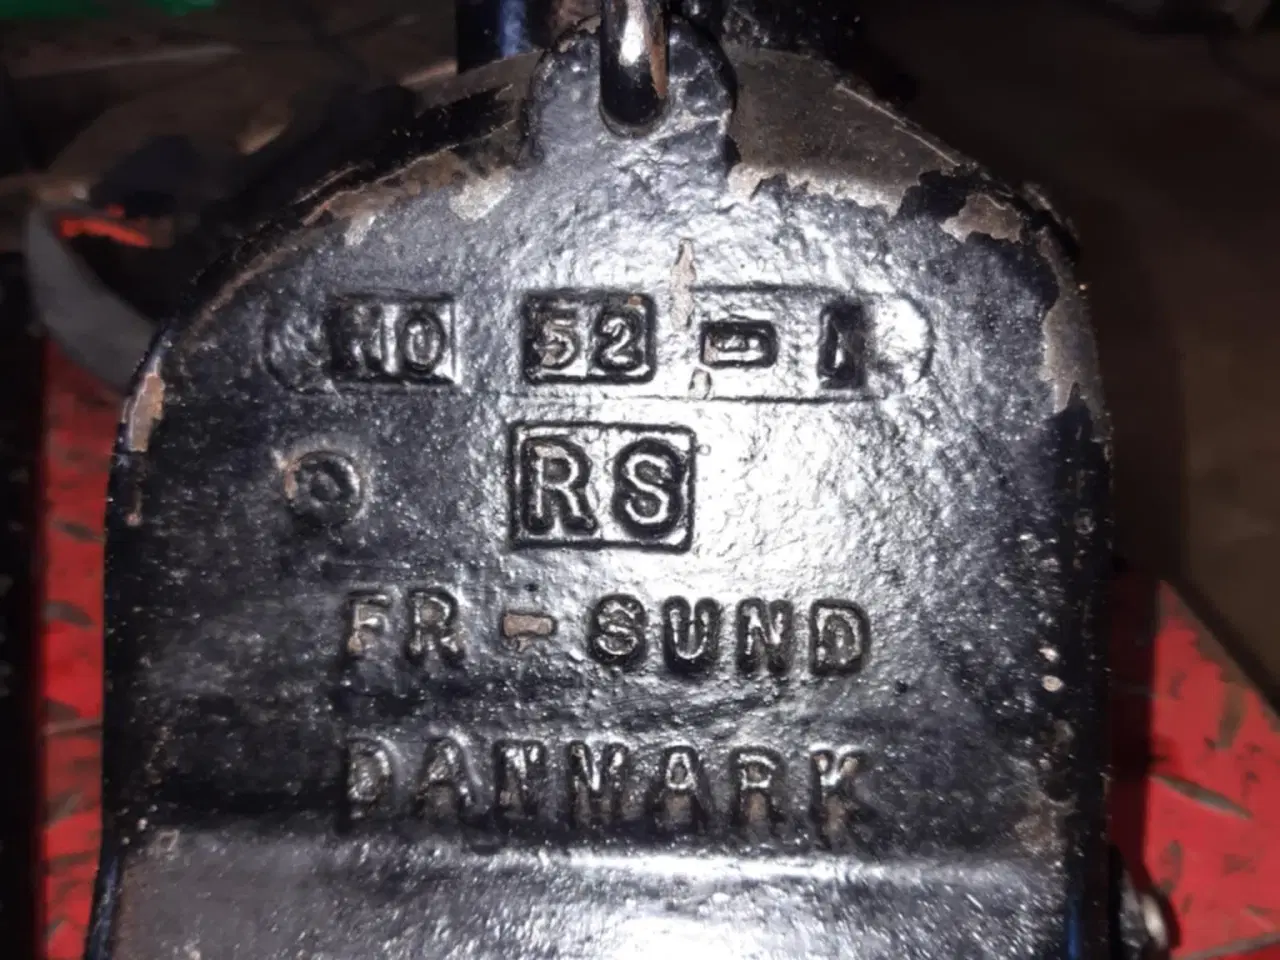 NO 52-1
RS
FR-SUND
DANMARK